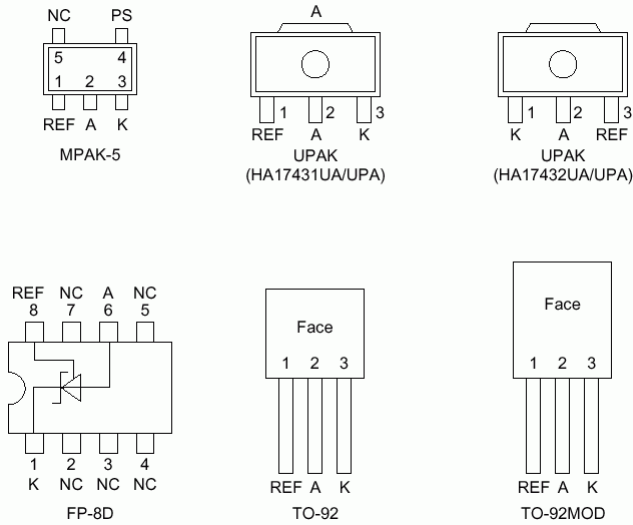 NC PS
5 4
1 2 3
REF A K
MPAK-5
A
1 2 3
REF A K
UPAK
(HA17431UA/UPA)
1 2 3
K A REF
UPAK
(HA17432UA/UPA)
REF NC A NC
8 7 6 5
1 2 3 4
K NC NC NC
FP-8D
Face
1 2 3
REF A K
TO-92
Face
1 2 3
REF A K
TO-92MOD